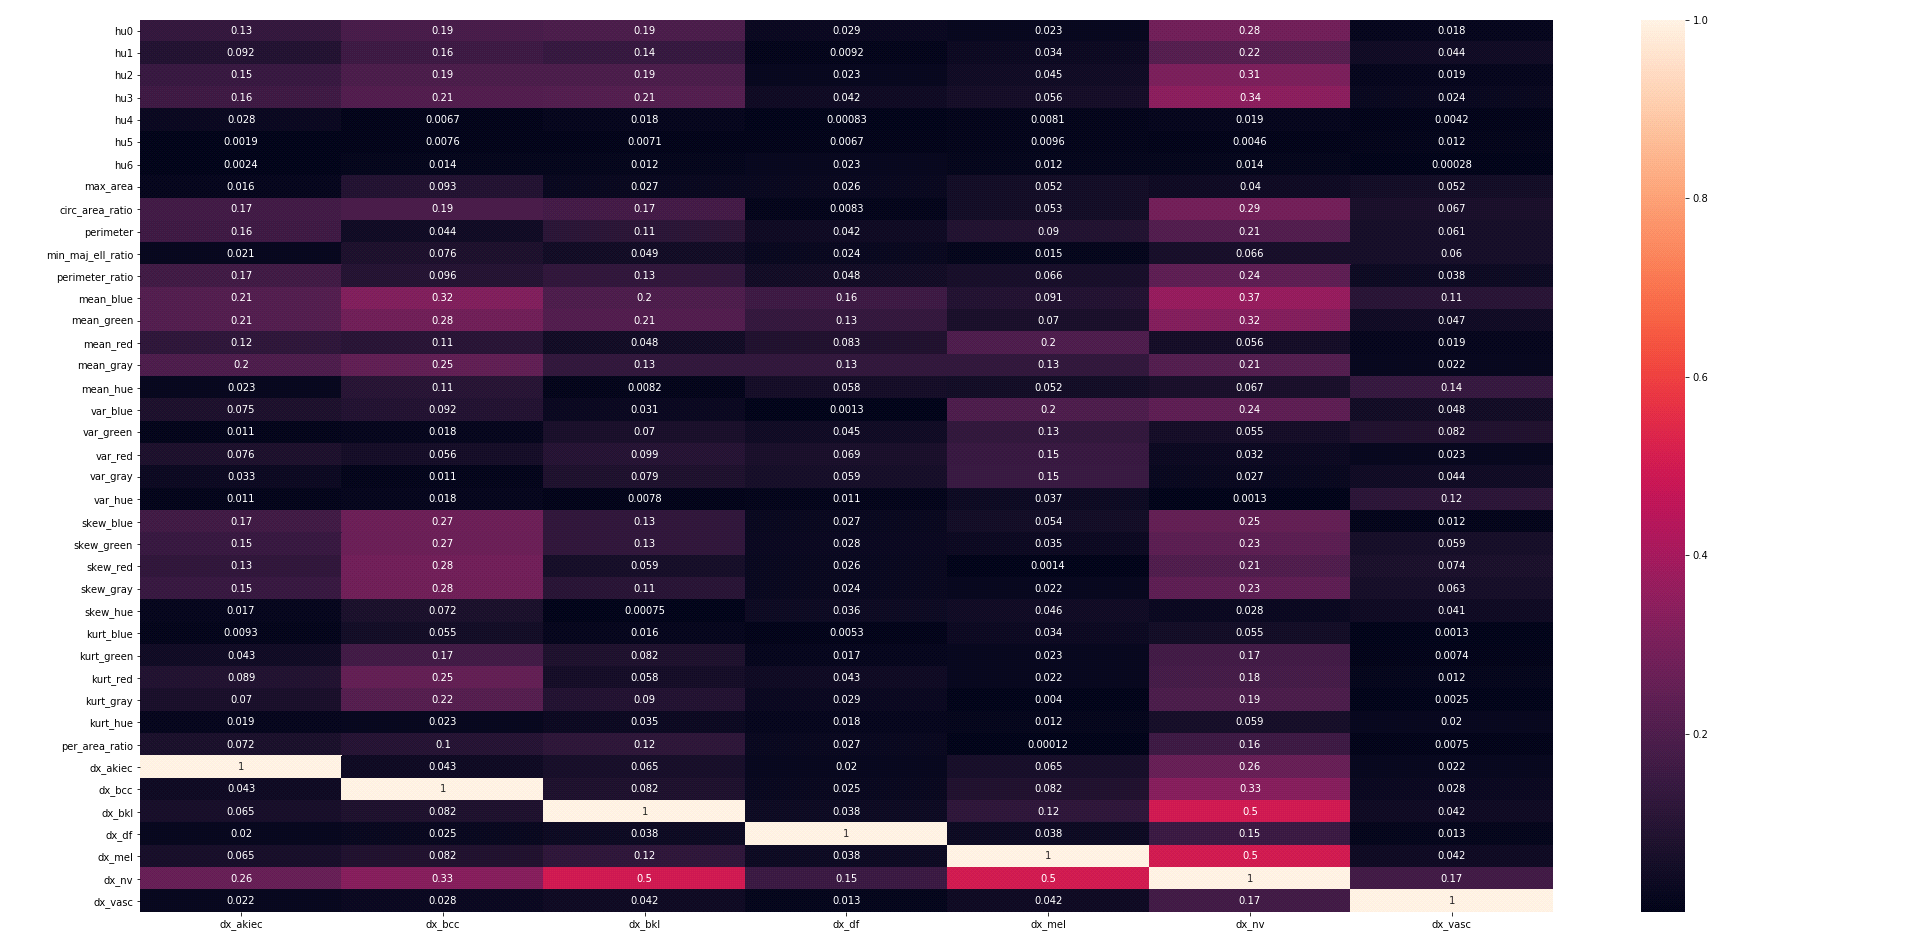 hu0 0.13 0.19 0.19 0.029 0.023 0.28 0.018
hu1 0.092 0.16 0.14 0.0092 0.034 0.22 0.044
hu2 0.15 0.19 0.19 0.023 0.045 0.31 0.019
hu3 0.16 0.21 0.21 0.042 0.056 0.34 0.024
hu4 0.028 0.0067 0.018 0.00083 0.0081 0.019 0.0042
hu5 0.0019 0.0076 0.0071 0.0067 0.0096 0.0046 0.012
hu6 0.0024 0.014 0.012 0.023 0.012 0.014 0.00028
max_area 0.016 0.093 0.027 0.026 0.052 0.04 0.052
circ_area_ratio 0.17 0.19 0.17 0.0083 0.053 0.29 0.067
perimeter 0.16 0.044 0.11 0.042 0.09 0.21 0.061
min_maj_ell_ratio 0.021 0.076 0.049 0.024 0.015 0.066 0.06
perimeter_ratio 0.17 0.096 0.13 0.048 0.066 0.24 0.038
mean_blue 0.21 0.32 0.2 0.16 0.091 0.37 0.11
mean_green 0.21 0.28 0.21 0.13 0.07 0.32 0.047
mean_red 0.12 0.11 0.048 0.083 0.2 0.056 0.019
mean_gray 0.2 0.25 0.13 0.13 0.13 0.21 0.022
mean_hue 0.023 0.11 0.0082 0.058 0.052 0.067 0.14
var_blue 0.075 0.092 0.031 0.0013 0.2 0.24 0.048
var_green 0.011 0.018 0.07 0.045 0.13 0.055 0.082
var_red 0.076 0.056 0.099 0.069 0.15 0.032 0.023
var_gray 0.033 0.011 0.079 0.059 0.15 0.027 0.044
var_hue 0.011 0.018 0.0078 0.011 0.037 0.0013 0.12
skew_blue 0.17 0.27 0.13 0.027 0.054 0.25 0.012
skew_green 0.15 0.27 0.13 0.028 0.035 0.23 0.059
skew_red 0.13 0.28 0.059 0.026 0.0014 0.21 0.074
skew_gray 0.15 0.28 0.11 0.024 0.022 0.23 0.063
skew_hue 0.017 0.072 0.00075 0.036 0.046 0.028 0.041
kurt_blue 0.0093 0.055 0.016 0.0053 0.034 0.055 0.0013
kurt_green 0.043 0.17 0.082 0.017 0.023 0.17 0.0074
kurt_red 0.089 0.25 0.058 0.043 0.022 0.18 0.012
kurt_gray 0.07 0.22 0.09 0.029 0.004 0.19 0.0025
kurt_hue 0.019 0.023 0.035 0.018 0.012 0.059 0.02
per_area_ratio 0.072 0.1 0.12 0.027 0.00012 0.16 0.0075
dx_akiec 1 0.043 0.065 0.02 0.065 0.26 0.022
dx_bcc 0.043 1 0.082 0.025 0.082 0.33 0.028
dx_bkl 0.065 0.082 1 0.038 0.12 0.5 0.042
dx_df 0.02 0.025 0.038 1 0.038 0.15 0.013
dx_mel 0.065 0.082 0.12 0.038 1 0.5 0.042
dx_nv 0.26 0.33 0.5 0.15 0.5 1 0.17
dx_vasc 0.022 0.028 0.042 0.013 0.042 0.17 1
dx_akiec dx_bcc dx_bkl dx_df dx_mel dx_nv dx_vasc
1.0
0.8
0.6
0.4
0.2